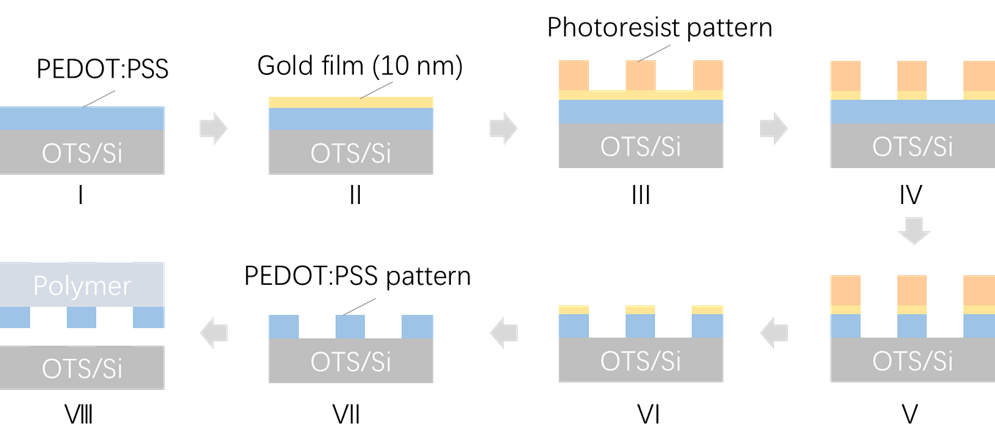 PEDOT:PSS
OTS/Si
I
Gold film (10 nm)
OTS/Si
II
Photoresist pattern
OTS/Si
III
OTS/Si
IV
Polymer
OTS/Si
VIII
PEDOT:PSS pattern
OTS/Si
VII
OTS/Si
VI
OTS/Si
V